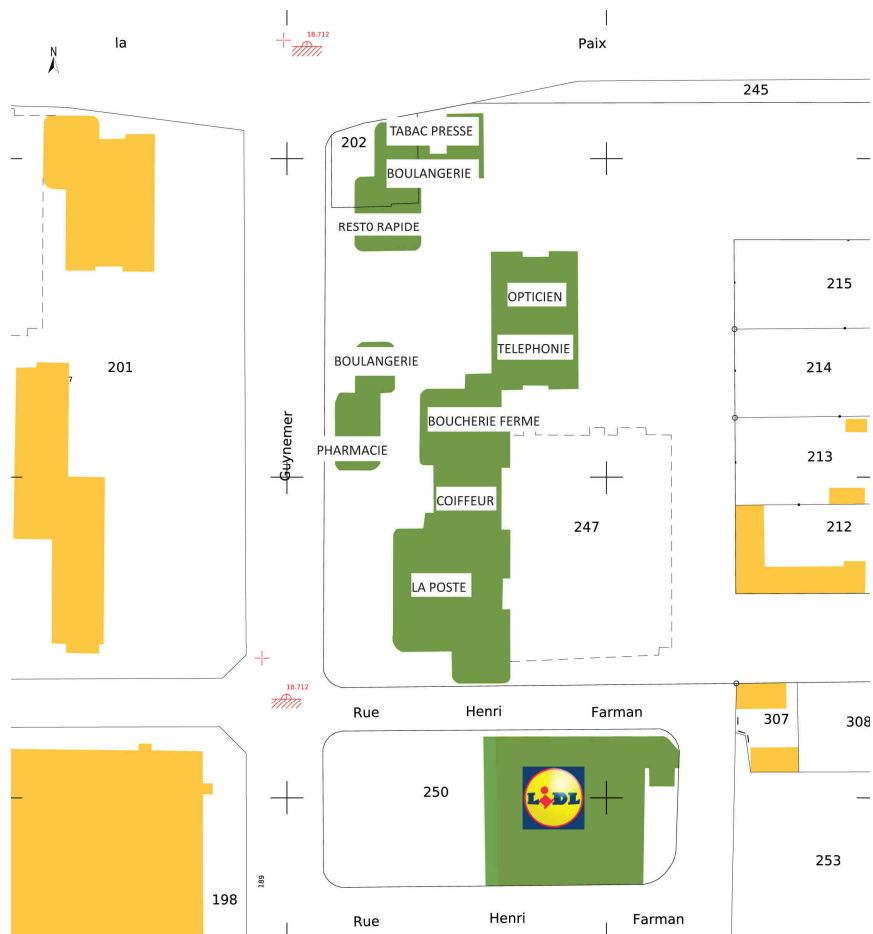 la
18.712
Paix
N
245
202
TABAC PRESSE
BOULANGERIE
REST0 RAPIDE
215
OPTICIEN
TELEPHONIE
BOULANGERIE
201
7
214
BOUCHERIE FERME
PHARMACIE
Guynemer
213
COIFFEUR
247
212
LA POSTE
18.712
Rue Henri Farman
307
308
250
LIDL
253
198
189
Rue Henri Farman